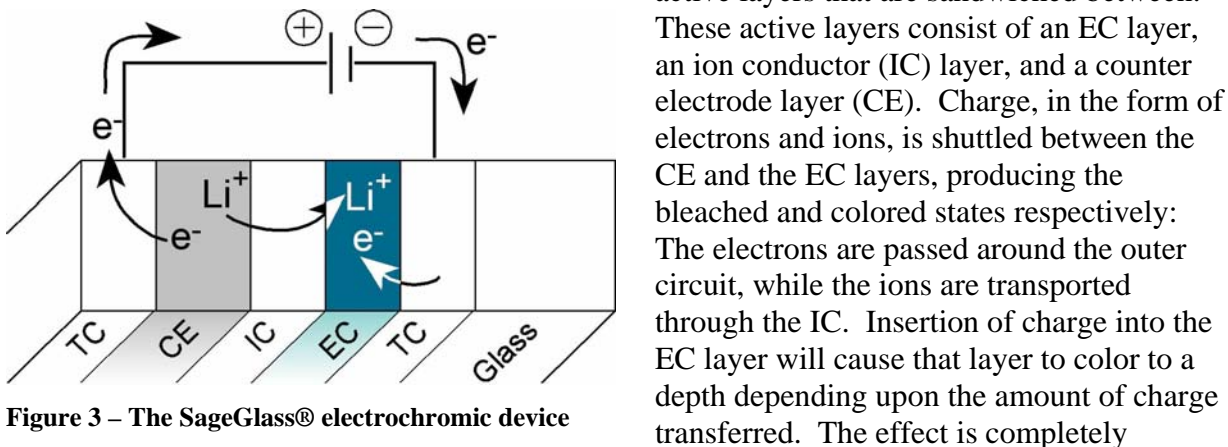 +
−
e-
e-
Li+
Li+
e-
e-
TC
CE
IC
EC
TC
Glass
Figure 3 – The SageGlass® electrochromic device
active layers that are sandwiched between.
These active layers consist of an EC layer,
an ion conductor (IC) layer, and a counter
electrode layer (CE).  Charge, in the form of
electrons and ions, is shuttled between the
CE and the EC layers, producing the
bleached and colored states respectively:
The electrons are passed around the outer
circuit, while the ions are transported
through the IC.  Insertion of charge into the
EC layer will cause that layer to color to a
depth depending upon the amount of charge
transferred.  The effect is completely